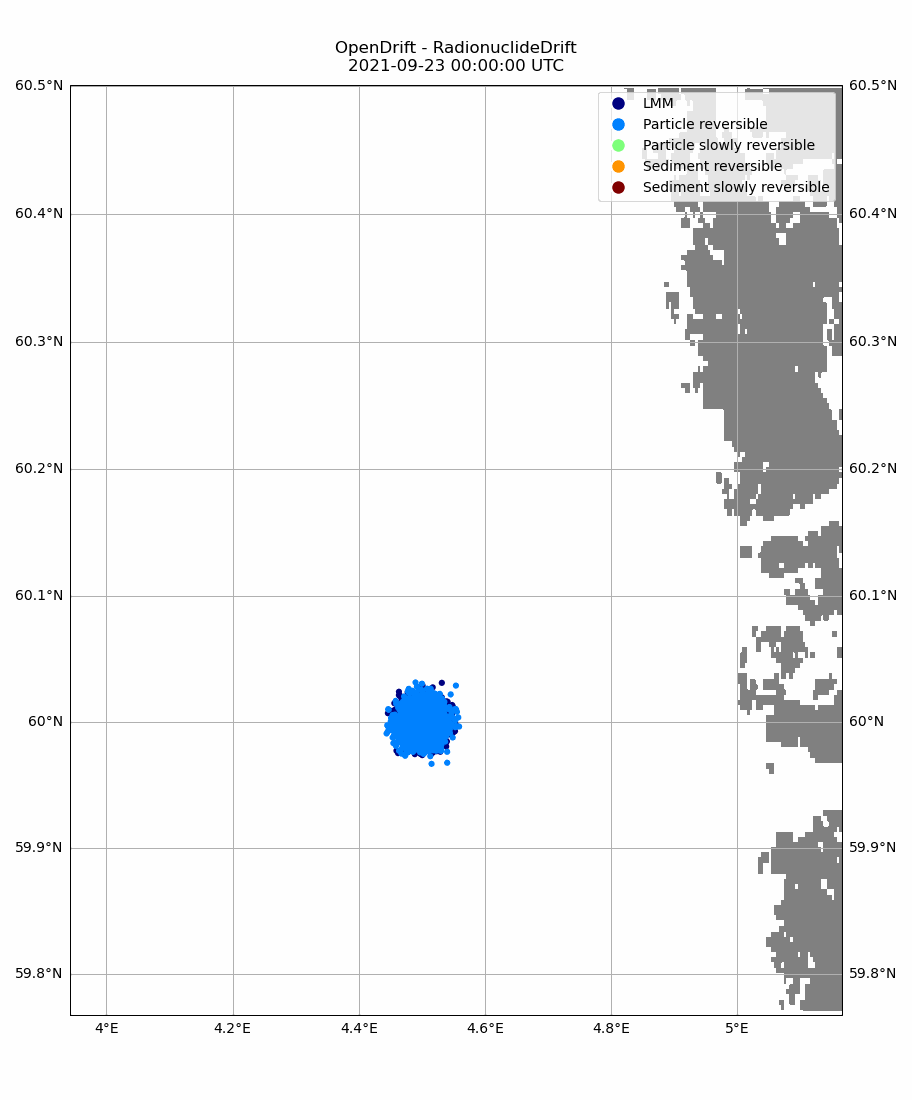 OpenDrift - RadionuclideDrift
2021-09-23 00:00:00 UTC
60.5°N
60.5°N
LMM
Particle reversible
Particle slowly reversible
Sediment reversible
Sediment slowly reversible
60.4°N
60.4°N
60.3°N
60.3°N
60.2°N
60.2°N
60.1°N
60.1°N
60°N
60°N
59.9°N
59.9°N
59.8°N
59.8°N
4°E
4.2°E
4.4°E
4.6°E
4.8°E
5°E